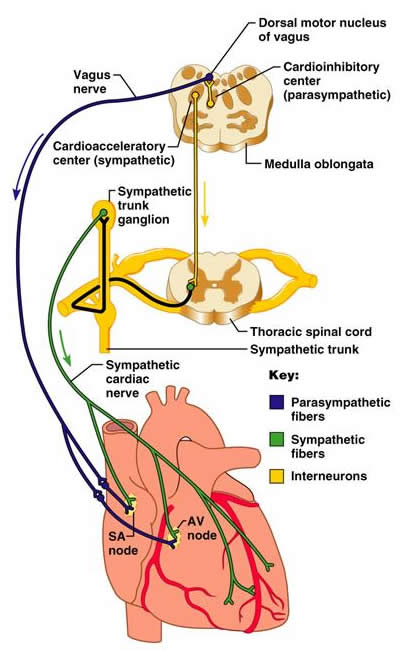 Dorsal motor nucleus
of vagus
Vagus
nerve
Cardioinhibitory
center
(parasympathetic)
Cardioacceleratory
center (sympathetic)
Medulla oblongata
Sympathetic
trunk
ganglion
Thoracic spinal cord
Sympathetic trunk
Sympathetic
cardiac
nerve
Key:
Parasympathetic
fibers
Sympathetic
fibers
Interneurons
SA
node
AV
node